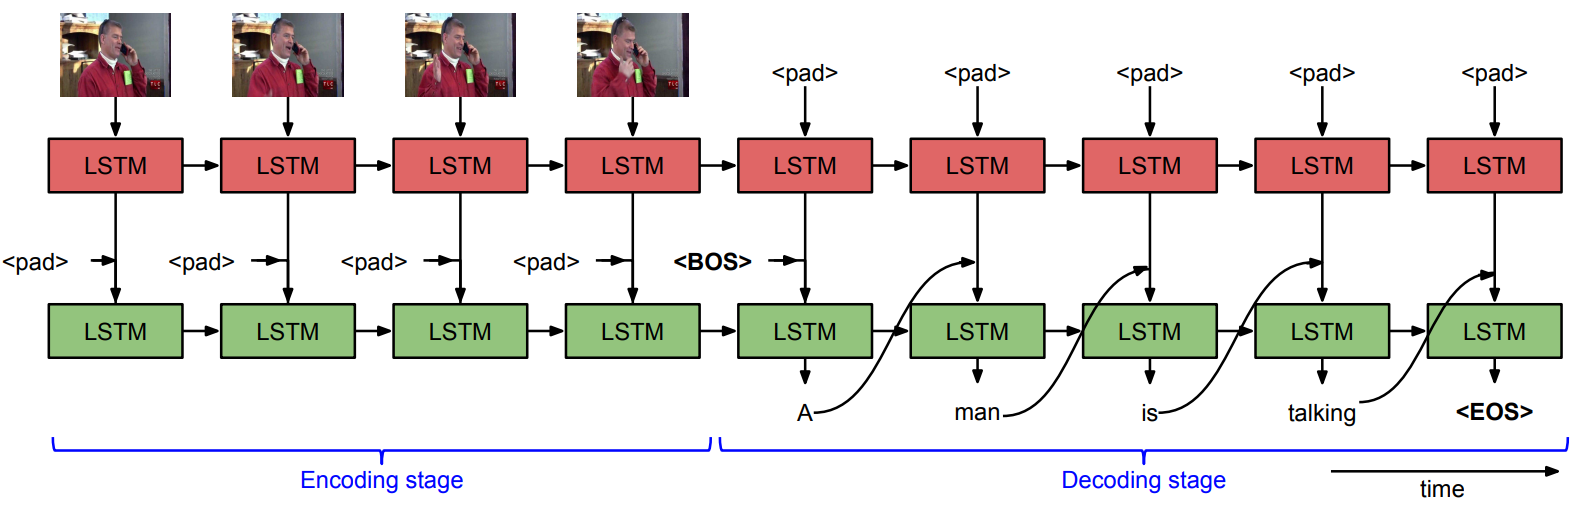 <pad> <pad> <pad> <pad> <pad>
LSTM LSTM LSTM LSTM LSTM LSTM LSTM LSTM LSTM
<pad> <pad> <pad> <pad> <BOS>
LSTM LSTM LSTM LSTM LSTM LSTM LSTM LSTM LSTM
A man is talking <EOS>
Encoding stage Decoding stage
time